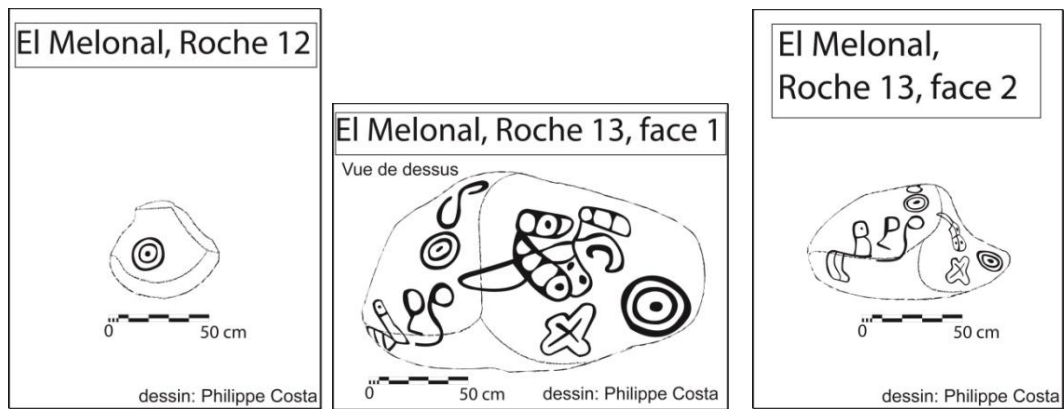 El Melonal, Roche 12
0
50 cm
dessin: Philippe Costa
El Melonal, Roche 13, face 1
Vue de dessus
0
50 cm
dessin: Philippe Costa
El Melonal,
Roche 13, face 2
0
50 cm
dessin: Philippe Costa